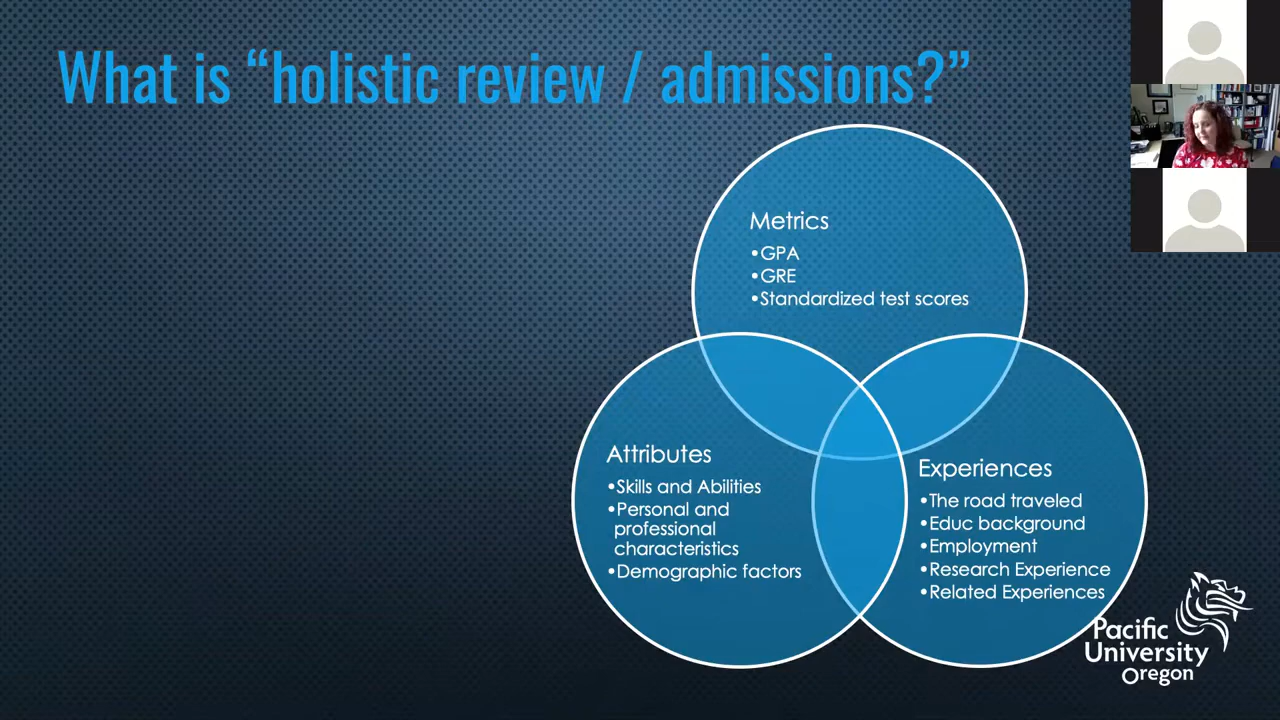 What is “holistic review / admissions?”
Metrics
•GPA
•GRE
•Standardized test scores
Attributes
•Skills and Abilities
•Personal and
professional
characteristics
•Demographic factors
Experiences
•The road traveled
•Educ background
•Employment
•Research Experience
•Related Experiences
Pacific
University
Oregon